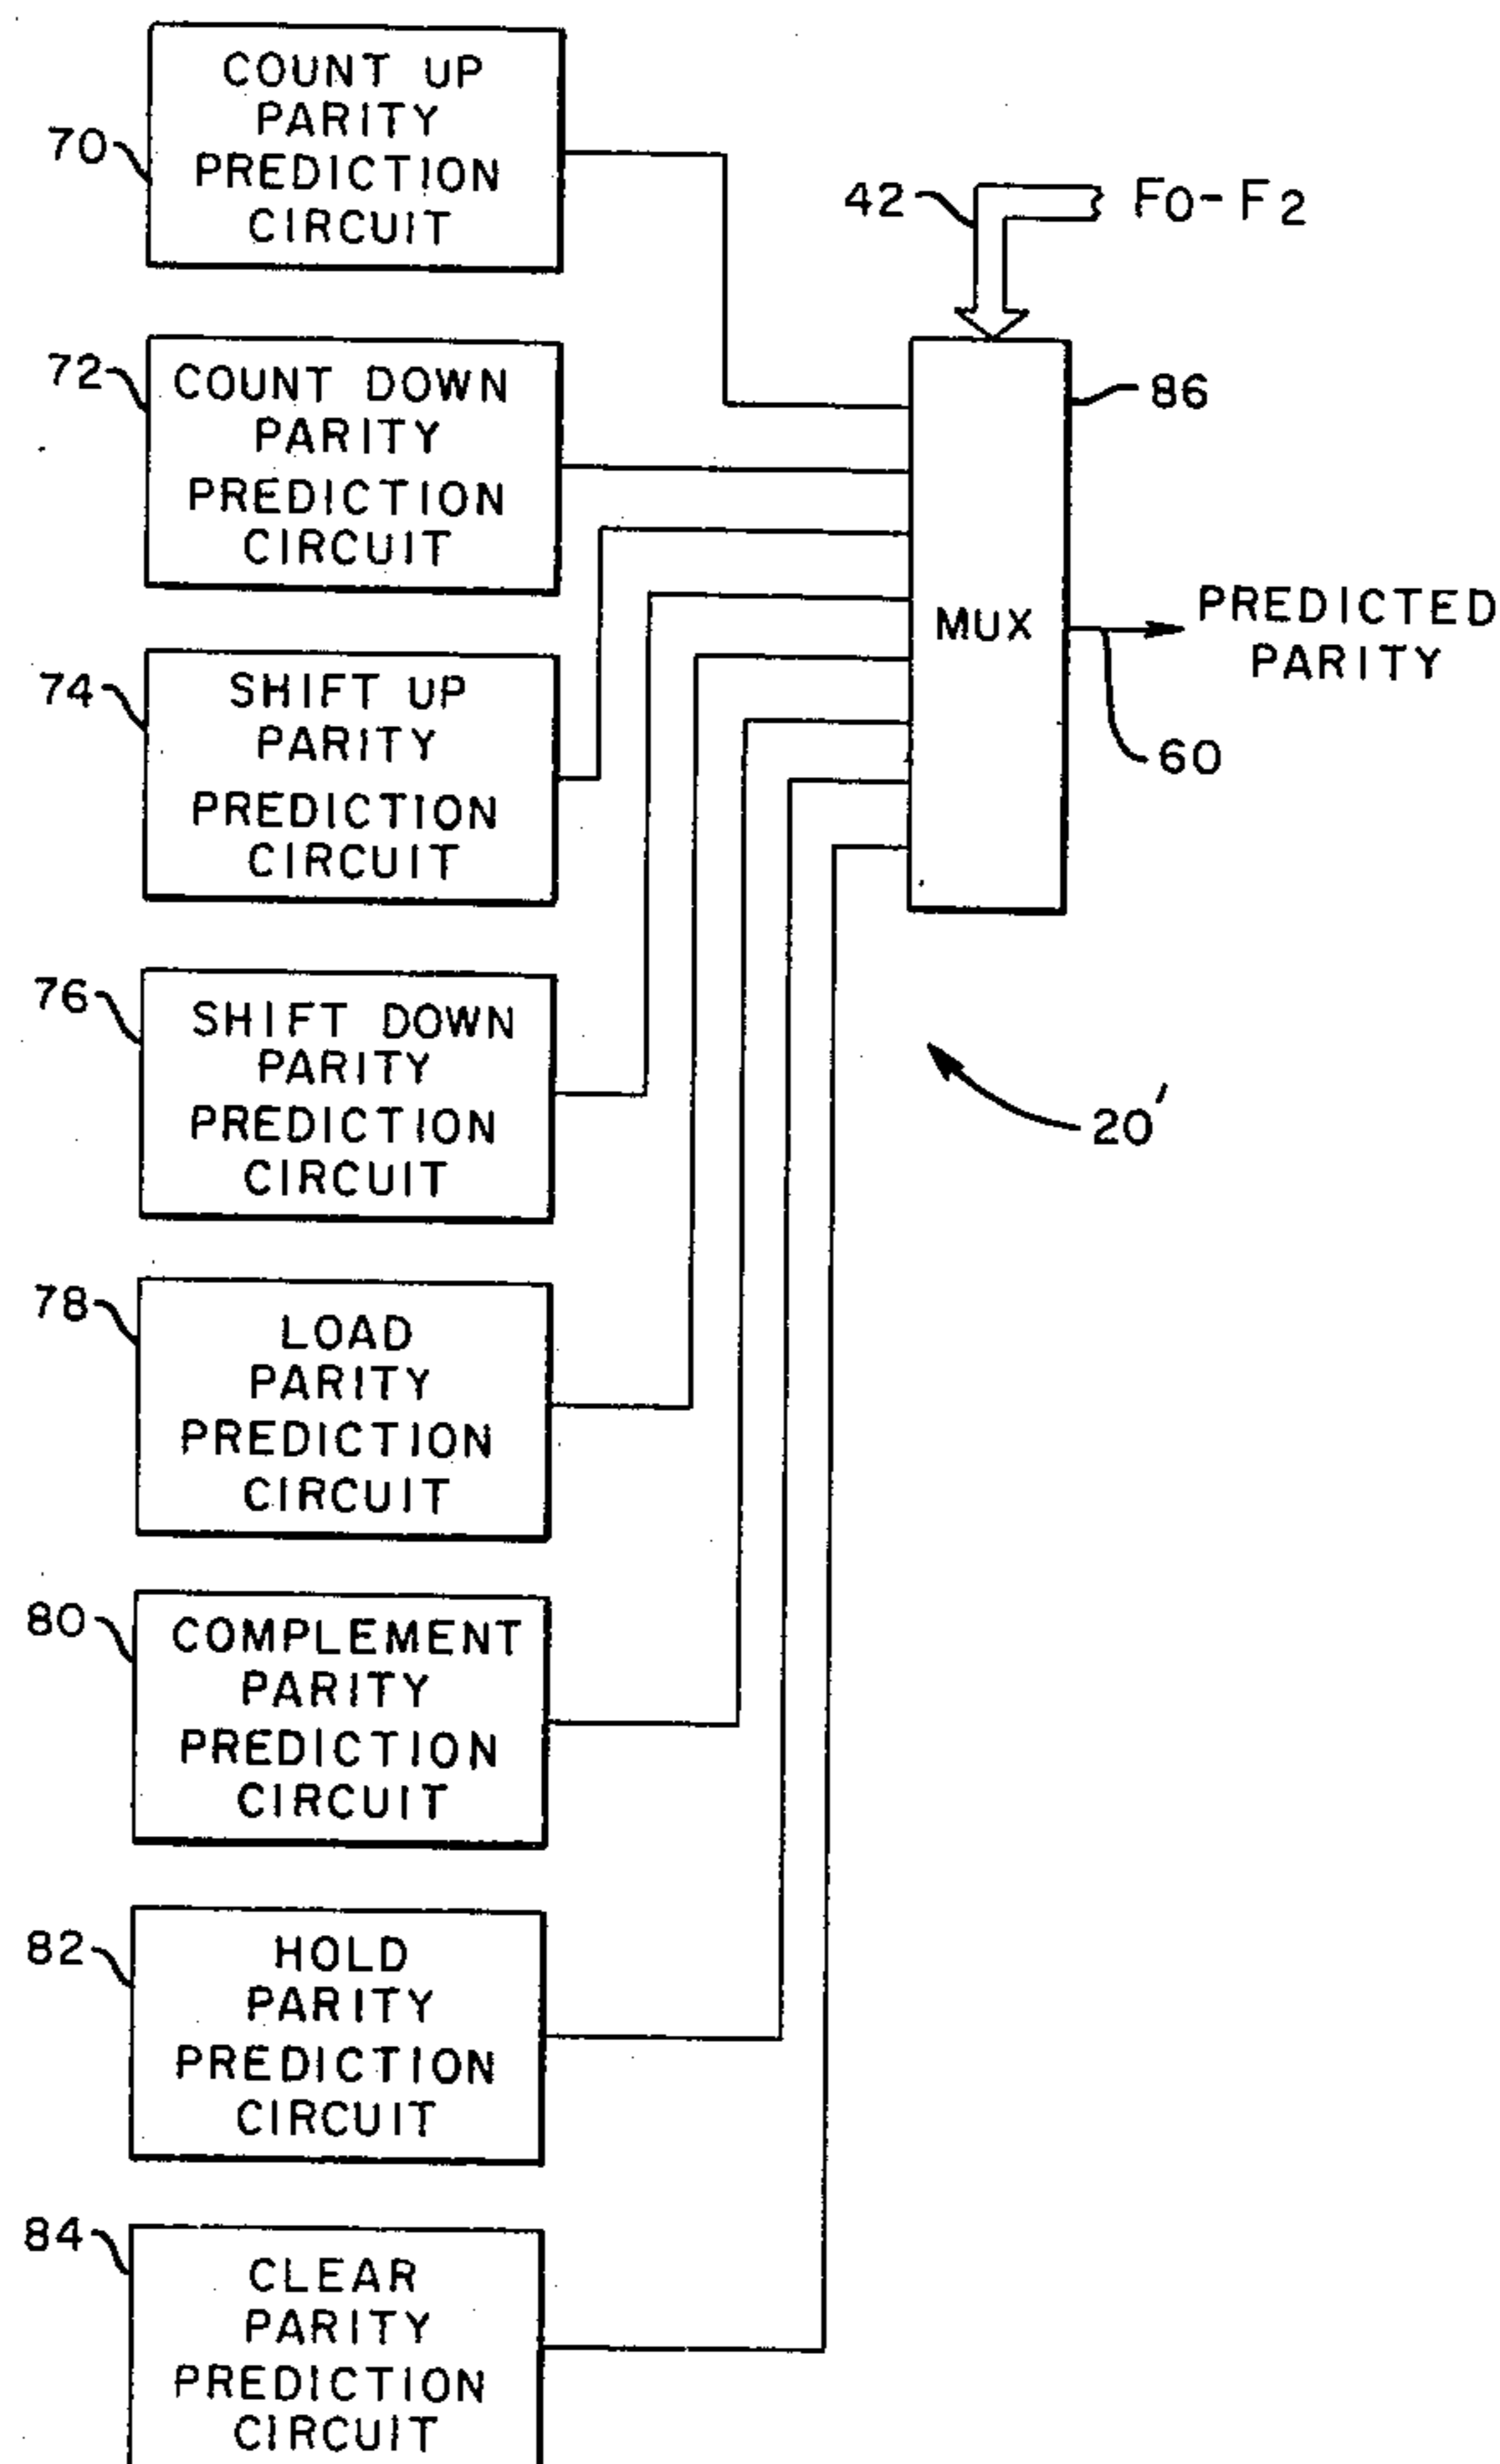 COUNT UP
PARITY
PREDICTION
CIRCUIT
70
42
F0-F2
72
COUNT DOWN
PARITY
PREDICTION
CIRCUIT
86
MUX
PREDICTED
PARITY
60
74
SHIFT UP
PARITY
PREDICTION
CIRCUIT
76
SHIFT DOWN
PARITY
PREDICTION
CIRCUIT
20'
78
LOAD
PARITY
PREDICTION
CIRCUIT
80
COMPLEMENT
PARITY
PREDICTION
CIRCUIT
82
HOLD
PARITY
PREDICTION
CIRCUIT
84
CLEAR
PARITY
PREDICTION
CIRCUIT